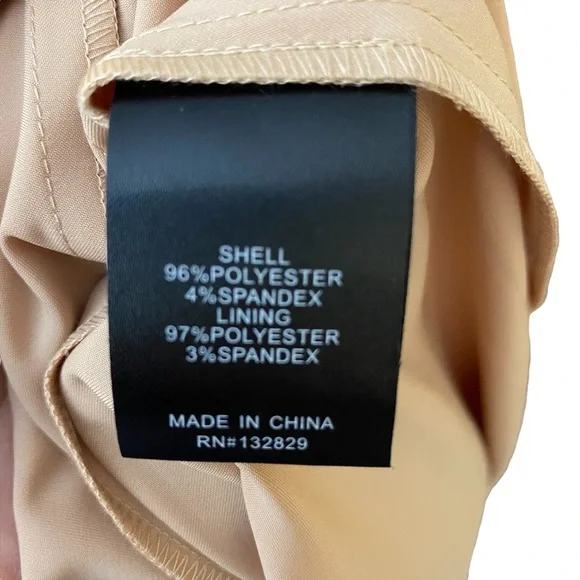 SHELL
96%POLYESTER
4%SPANDEX
LINING
97%POLYESTER
3%SPANDEX
MADE IN CHINA
RN#132829